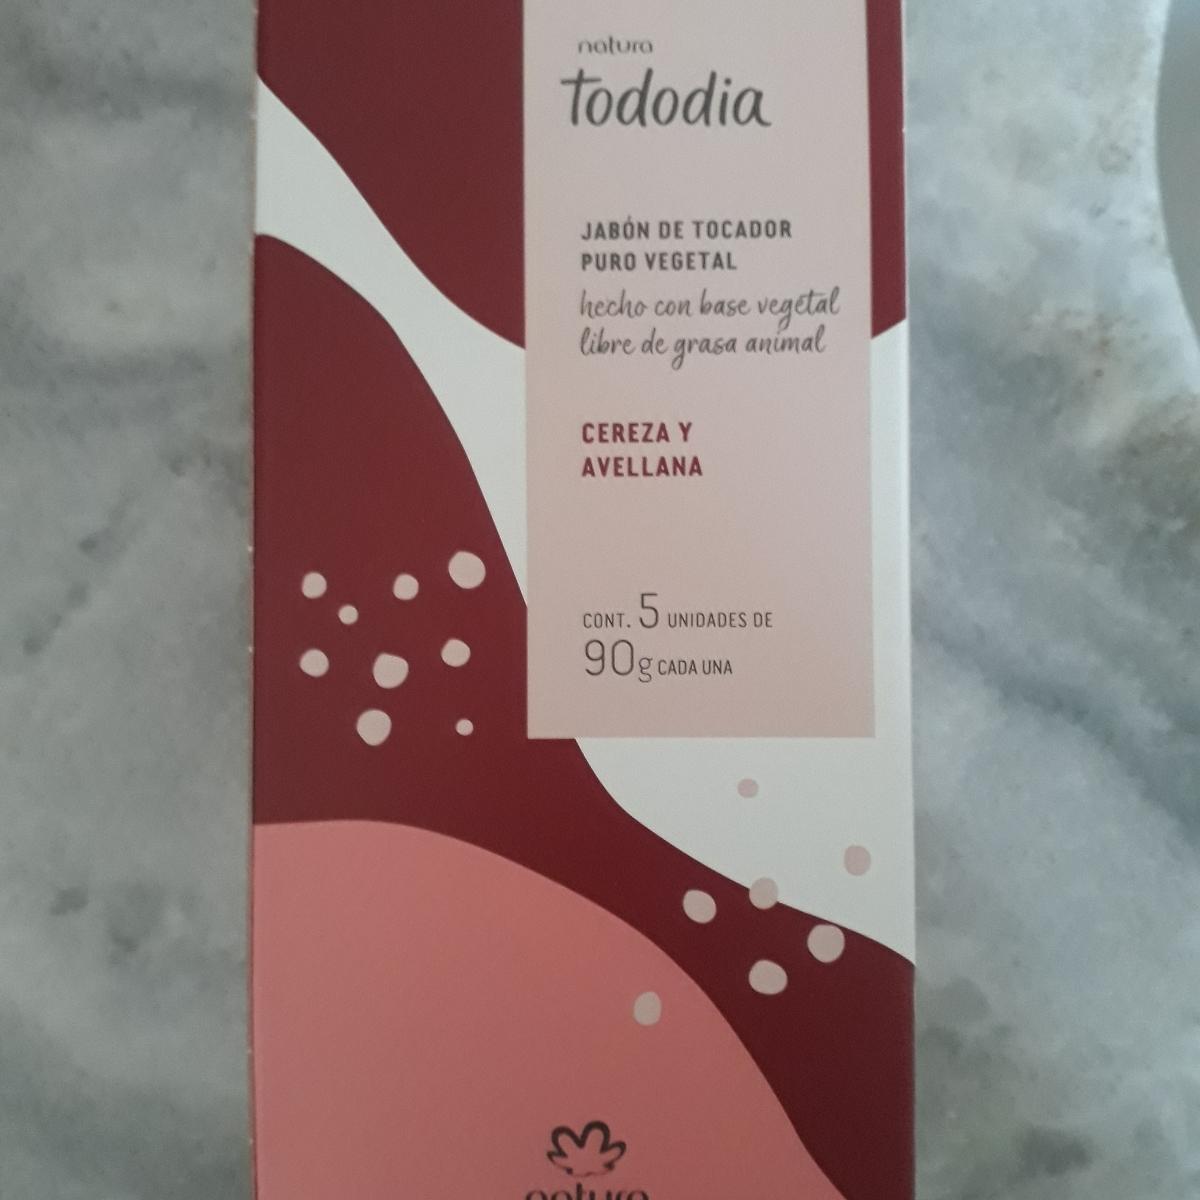 natura
tododia
JABÓN DE TOCADOR
PURO VEGETAL
hecho con base vegetal
libre de grasa animal
CEREZA Y
AVELLANA
CONT. 5 UNIDADES DE
90g CADA UNA
natura